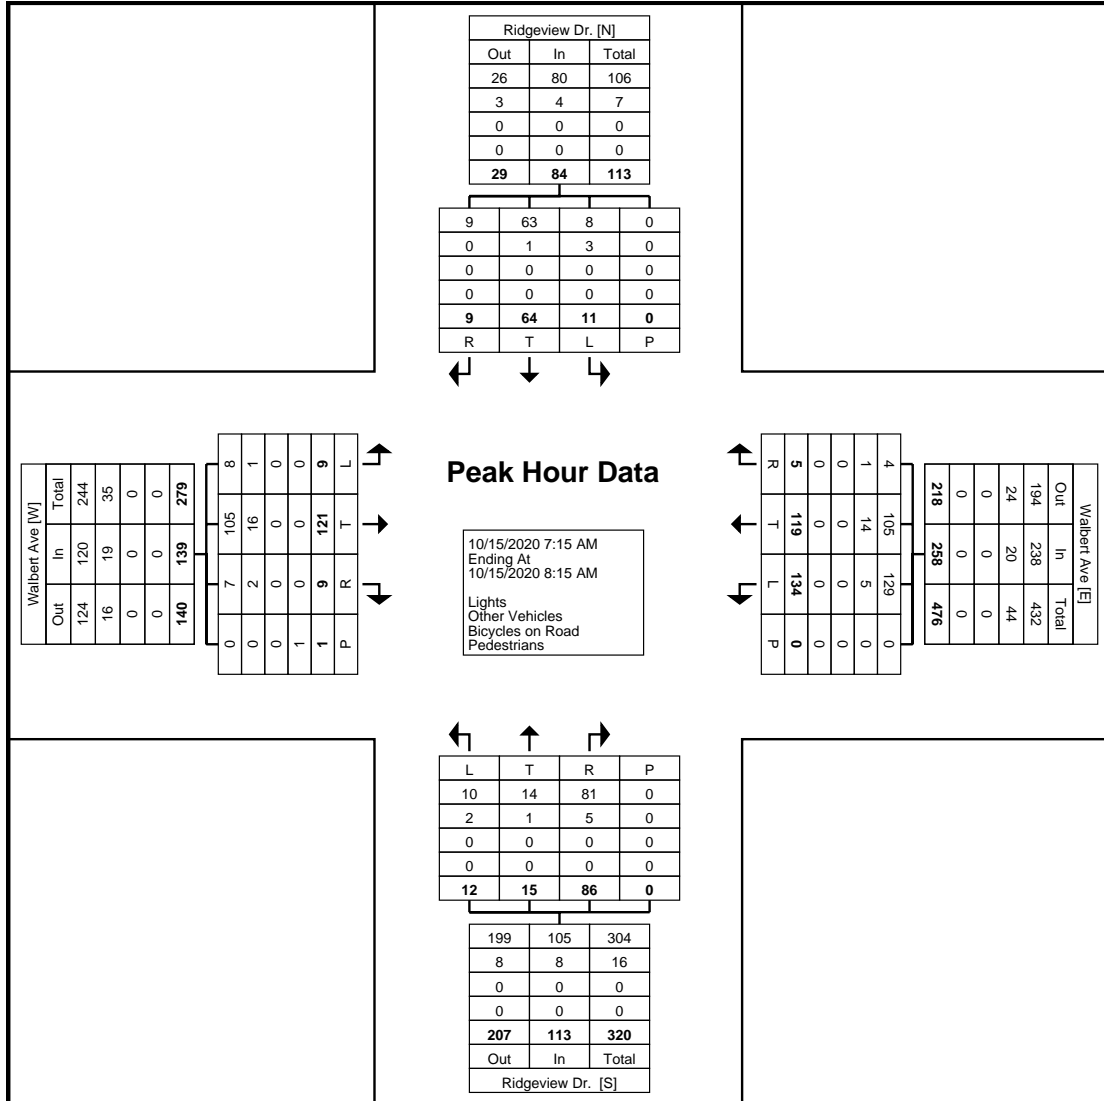 Ridgeview Dr. [N]
Out In Total
26 80 106
3 4 7
0 0 0
0 0 0
29 84 113
9 63 8 0
0 1 3 0
0 0 0 0
0 0 0 0
9 64 11 0
R T L P
Walbert Ave [W]
Total 244 35 0 0 279
In 120 19 0 0 139
Out 124 16 0 0 140
8 1 0 0 9 L
105 16 0 0 121 T
7 2 0 0 9 R
0 0 0 1 1 P
Peak Hour Data
10/15/2020 7:15 AM
Ending At
10/15/2020 8:15 AM
Lights
Other Vehicles
Bicycles on Road
Pedestrians
R 5 0 0 1 4
T 119 0 0 14 105
L 134 0 0 5 129
P 0 0 0 0 0
Walbert Ave [E]
Out In Total
194 238 432
24 20 44
0 0 0
0 0 0
218 258 476
L T R P
10 14 81 0
2 1 5 0
0 0 0 0
0 0 0 0
12 15 86 0
199 105 304
8 8 16
0 0 0
0 0 0
207 113 320
Out In Total
Ridgeview Dr. [S]